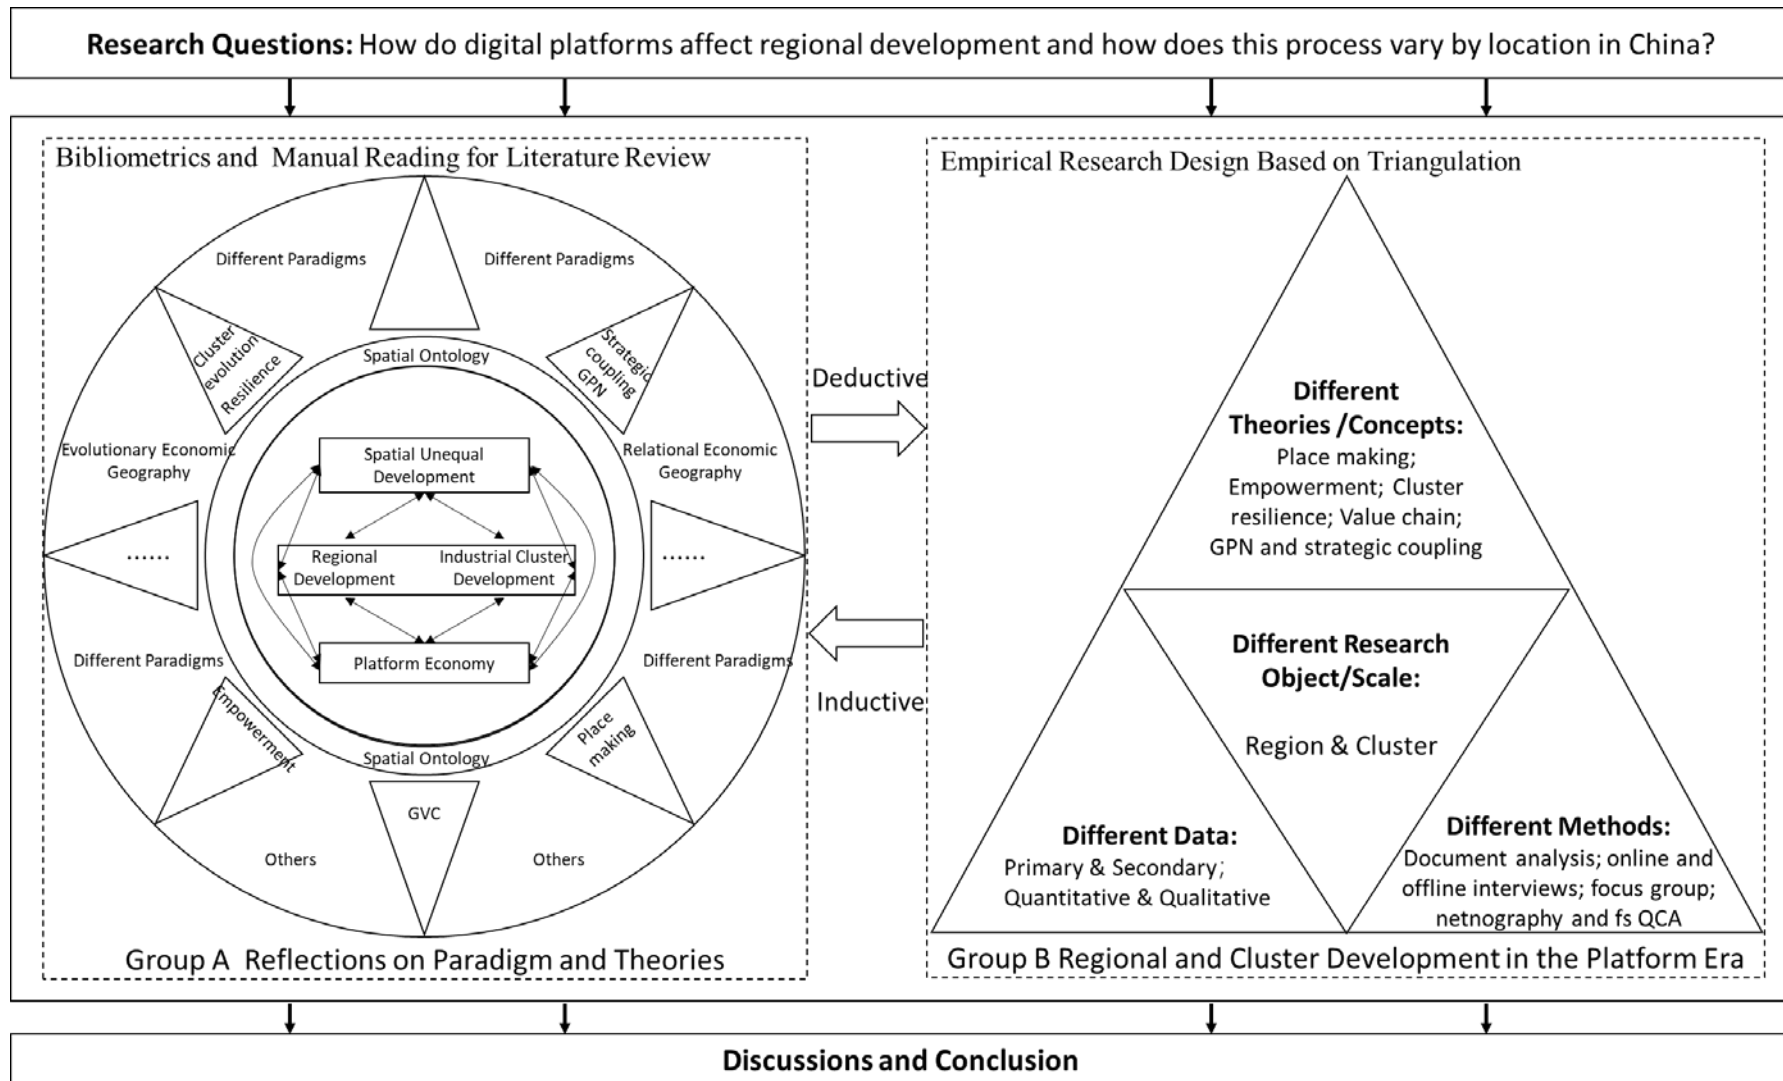 Research Questions: How do digital platforms affect regional development and how does this process vary by location in China?
Bibliometrics and Manual Reading for Literature Review
Different Paradigms
Different Paradigms
Cluster
evolution
Resilience
Strategic
coupling
GPN
Spatial Ontology
Evolutionary Economic
Geography
Relational Economic
Geography
Spatial Unequal
Development
......
Regional
Development
Industrial Cluster
Development
......
Platform Economy
Different Paradigms
Different Paradigms
Empowerment
Place
making
Spatial Ontology
GVC
Others
Others
Group A Reflections on Paradigm and Theories
Deductive
Inductive
Empirical Research Design Based on Triangulation
Different
Theories /Concepts:
Place making;
Empowerment; Cluster
resilience; Value chain;
GPN and strategic coupling
Different Research
Object/Scale:
Region & Cluster
Different Data:
Primary & Secondary;
Quantitative & Qualitative
Different Methods:
Document analysis; online and
offline interviews; focus group;
netnography and fs QCA
Group B Regional and Cluster Development in the Platform Era
Discussions and Conclusion